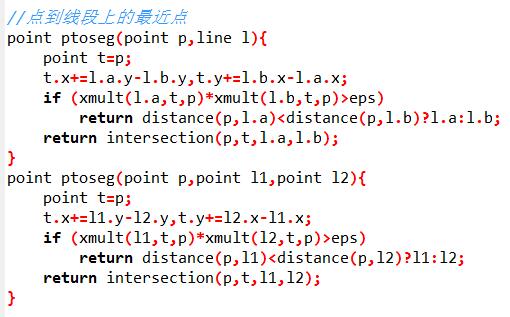 //点到线段上的最近点
point ptoseg(point p,line l){
    point t=p;
    t.x+=l.a.y-l.b.y,t.y+=l.b.x-l.a.x;
    if (xmult(l.a,t,p)*xmult(l.b,t,p)>eps)
        return distance(p,l.a)<distance(p,l.b)?l.a:l.b;
    return intersection(p,t,l.a,l.b);
}
point ptoseg(point p,point l1,point l2){
    point t=p;
    t.x+=l1.y-l2.y,t.y+=l2.x-l1.x;
    if (xmult(l1,t,p)*xmult(l2,t,p)>eps)
        return distance(p,l1)<distance(p,l2)?l1:l2;
    return intersection(p,t,l1,l2);
}